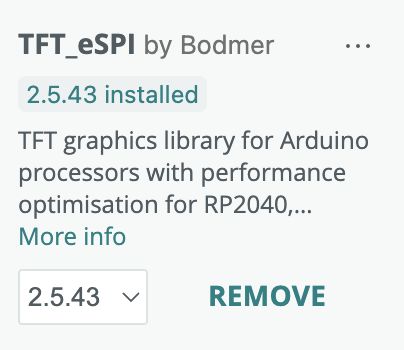 TFT_eSPI by Bodmer ...
2.5.43 installed
TFT graphics library for Arduino
processors with performance
optimisation for RP2040,...
More info
2.5.43
REMOVE